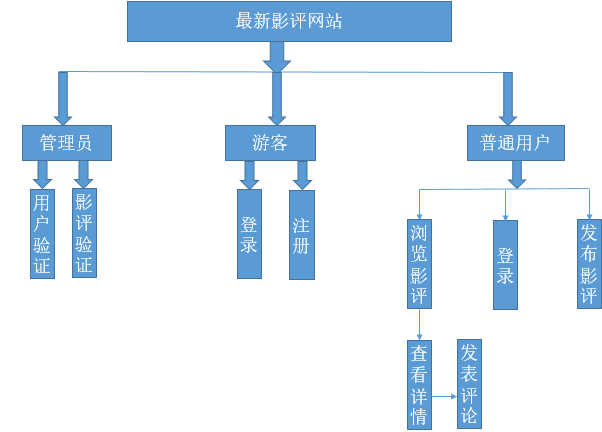 最新影评网站
管理员
游客
普通用户
用户验证
影评验证
登录
注册
浏览影评
登录
发布影评
查看详情
发表评论